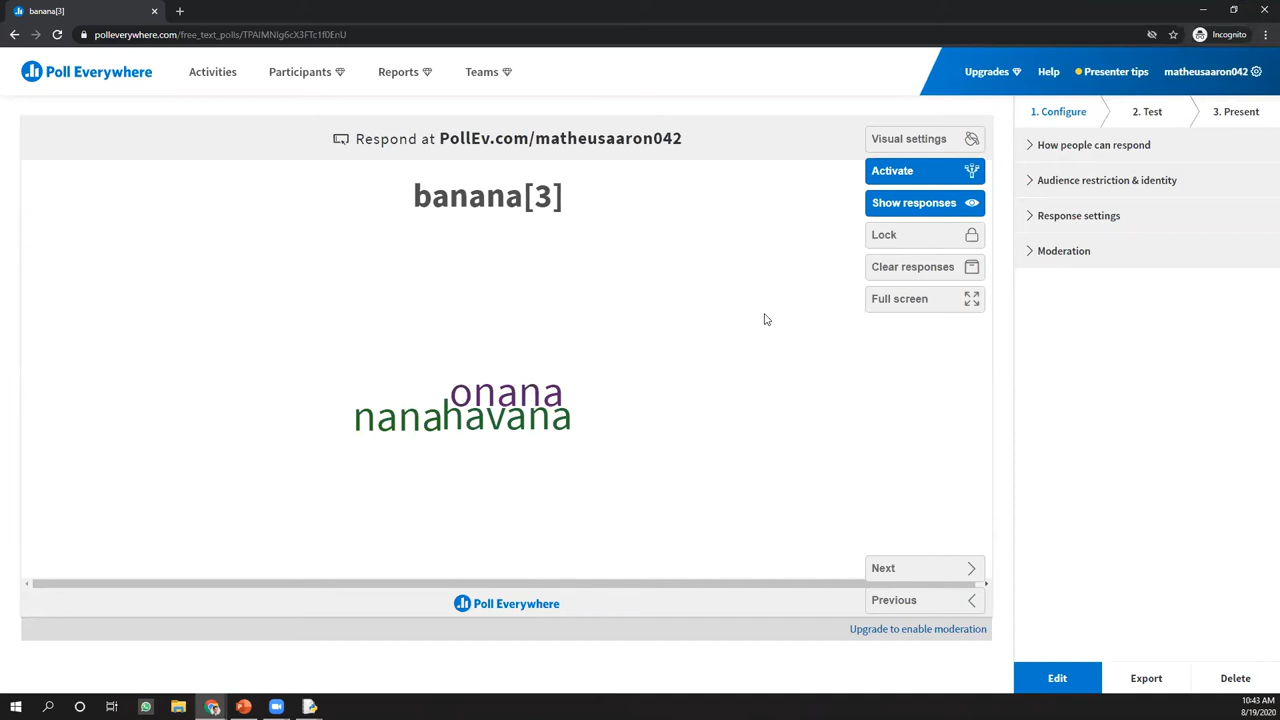 banana[3]
polleverywhere.com/free_text_polls/TPAIMNIg6cX3FTc1f0EnU
Incognito
Poll Everywhere
Activities
Participants
Reports
Teams
Upgrades
Help
Presenter tips
matheusaaron042
1. Configure
2. Test
3. Present
Respond at PollEv.com/matheusaaron042
Visual settings
How people can respond
Activate
Audience restriction & identity
banana[3]
Show responses
Response settings
Lock
Moderation
Clear responses
Full screen
onana
nana
havana
Next
Previous
Poll Everywhere
Upgrade to enable moderation
Edit
Export
Delete
10:43 AM
8/19/2020